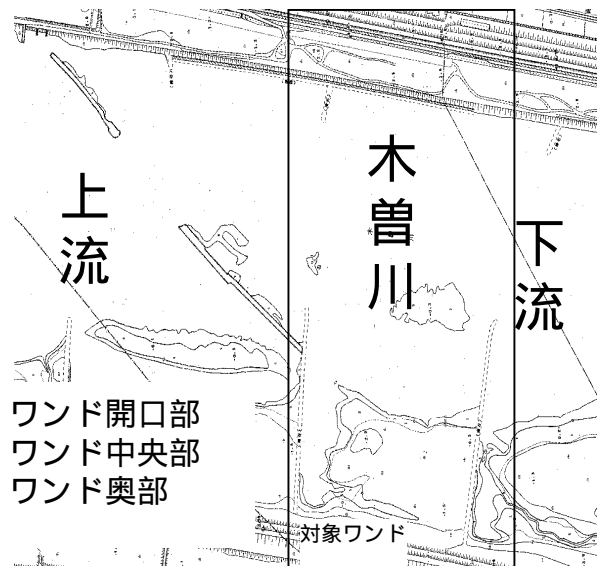 上流
木曽川
下流
ワンド開口部
ワンド中央部
ワンド奥部
対象ワンド